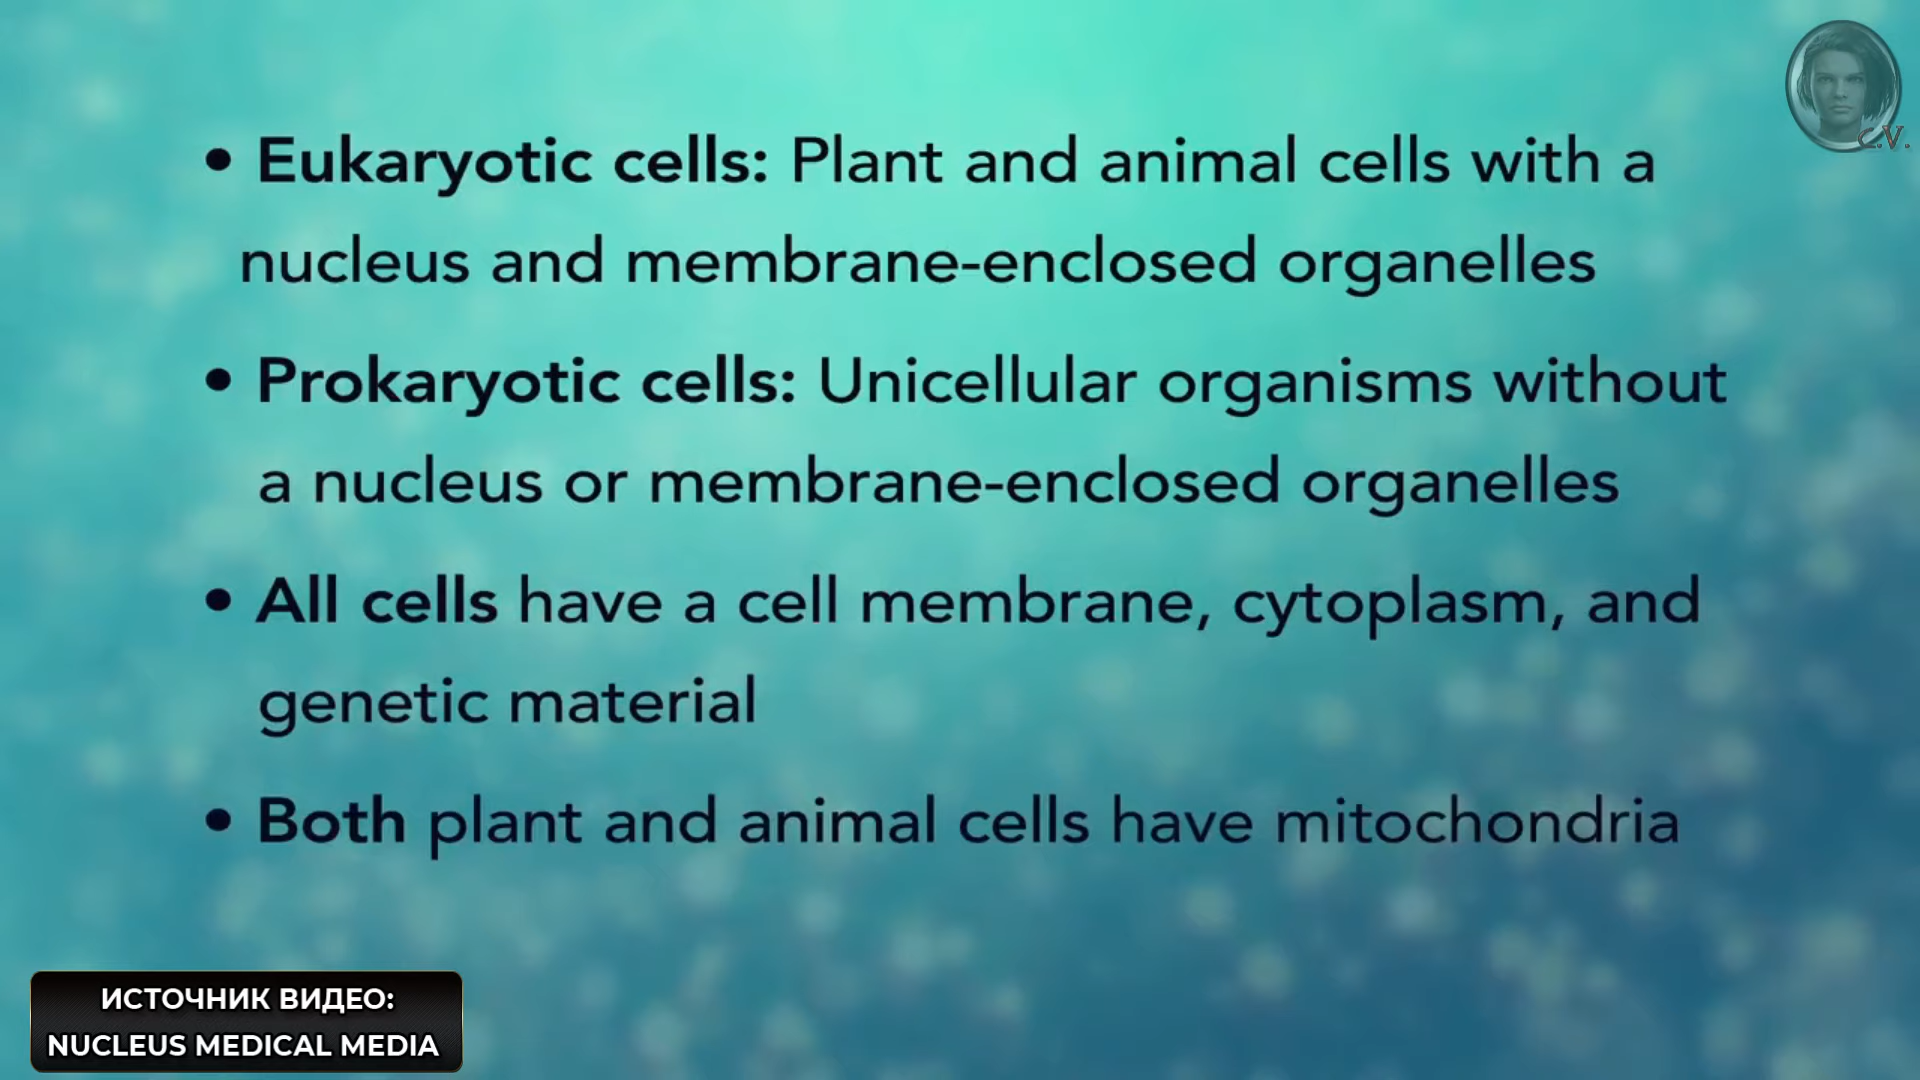 • Eukaryotic cells: Plant and animal cells with a
nucleus and membrane-enclosed organelles
• Prokaryotic cells: Unicellular organisms without
a nucleus or membrane-enclosed organelles
• All cells have a cell membrane, cytoplasm, and
genetic material
• Both plant and animal cells have mitochondria
C.V.
ИСТОЧНИК ВИДЕО:
NUCLEUS MEDICAL MEDIA